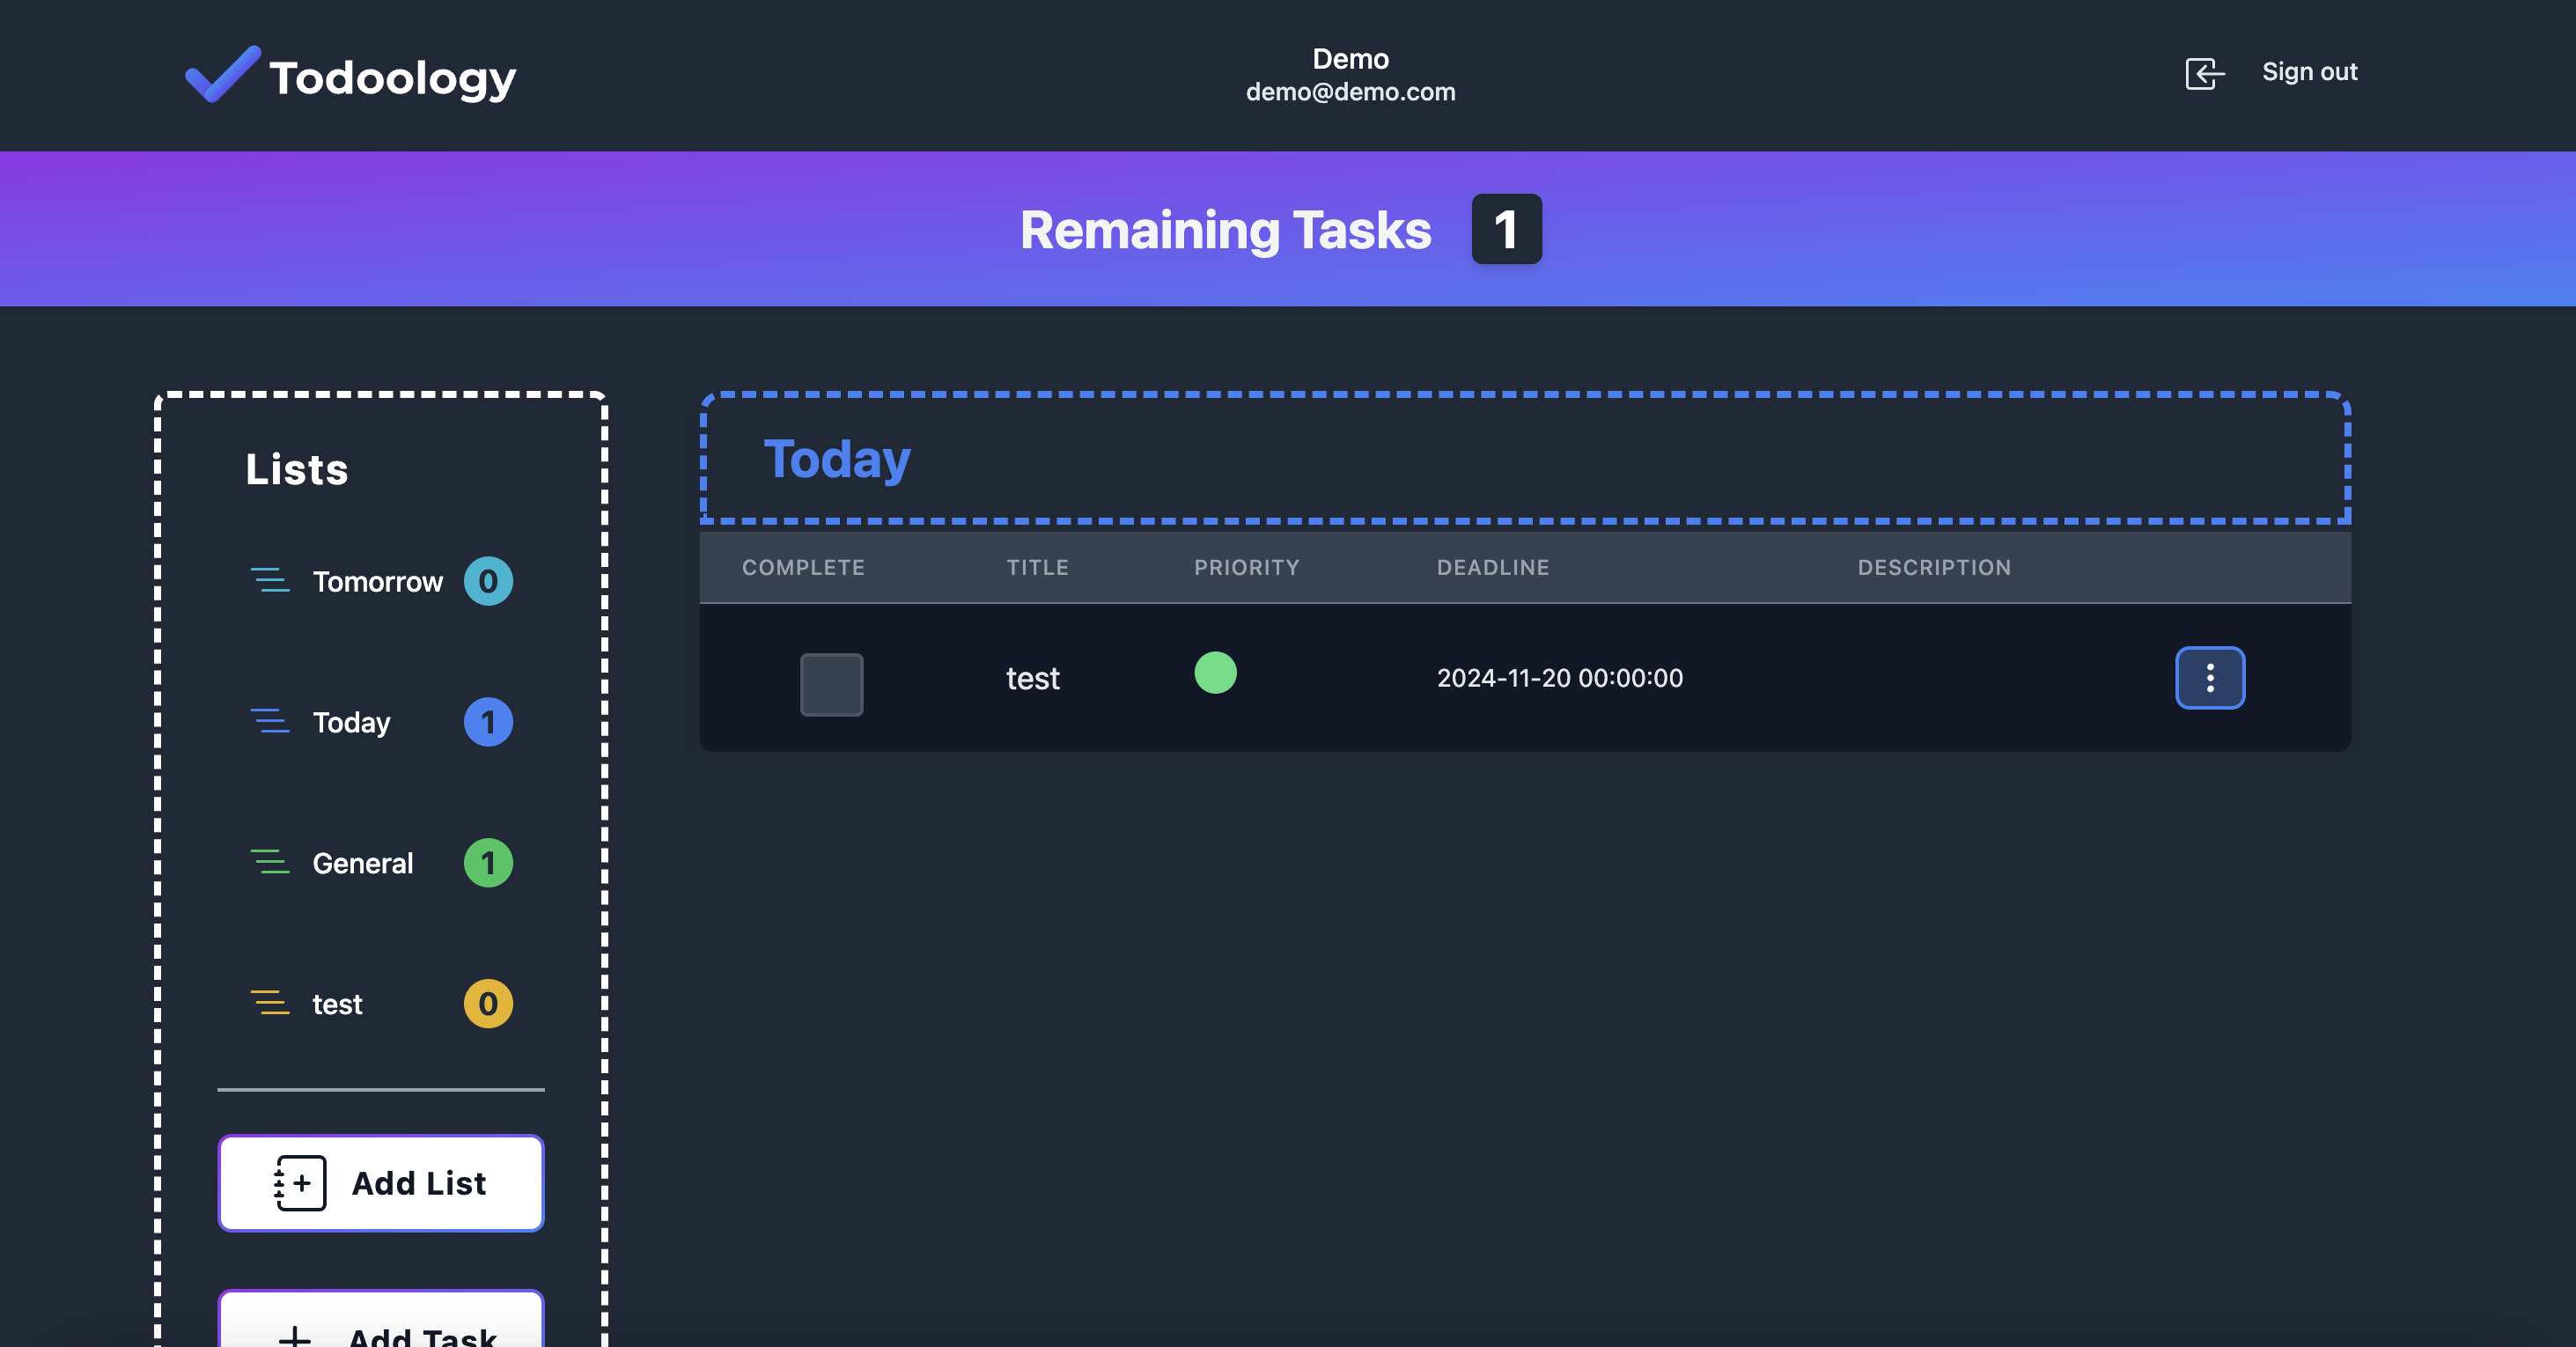 Todoology
Demo
demo@demo.com
Sign out
Remaining Tasks 1
Lists
Tomorrow 0
Today 1
General 1
test 0
Add List
Add Task
Today
COMPLETE TITLE PRIORITY DEADLINE DESCRIPTION
test 2024-11-20 00:00:00